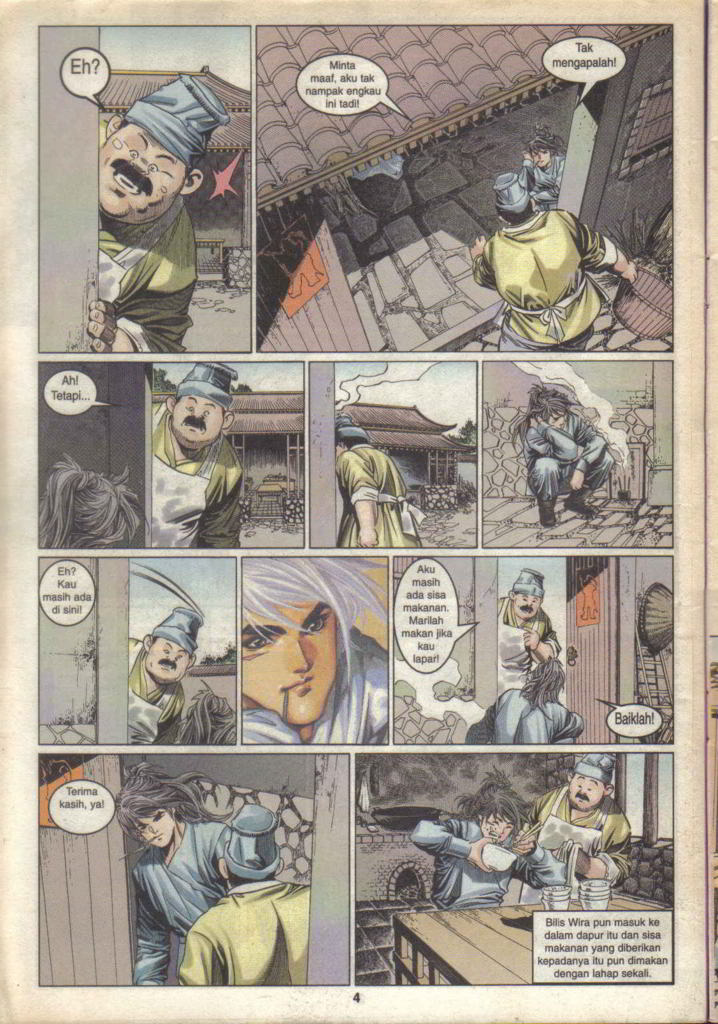 Eh?
Minta
maaf, aku tak
nampak engkau
ini tadi!
Tak
mengapalah!
Ah!
Tetapi...
Eh?
Kau
masih ada
di sini!
Aku
masih
ada sisa
makanan.
Marilah
makan jika
kau
lapar!
Baiklah!
Terima
kasih, ya!
Bilis Wira pun masuk ke
dalam dapur itu dan sisa
makanan yang diberikan
kepadanya itu pun dimakan
dengan lahap sekali.
4